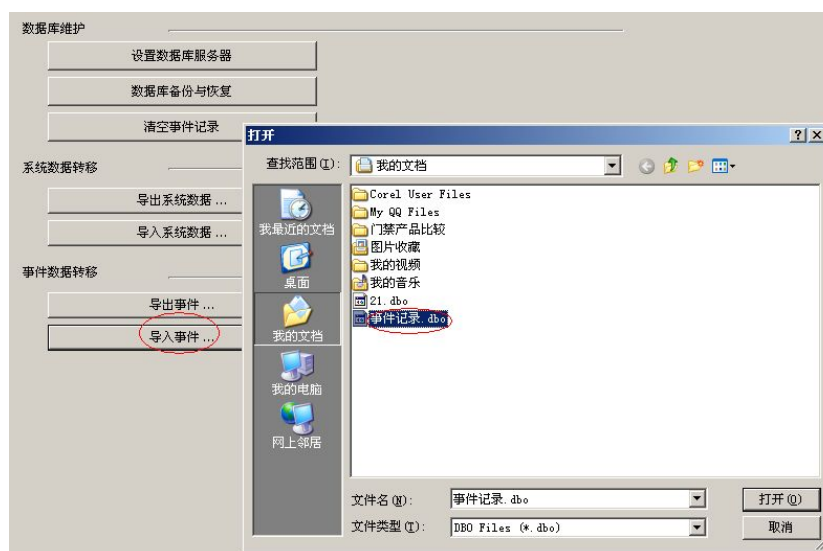 数据库维护
设置数据库服务器
数据库备份与恢复
清空事件记录
系统数据转移
导出系统数据 ...
导入系统数据 ...
事件数据转移
导出事件 ...
导入事件 ...
打开
查找范围(I):
我的文档
我最近的文档
桌面
我的文档
我的电脑
网上邻居
Corel User Files
My QQ Files
门禁产品比较
图片收藏
我的视频
我的音乐
21.dbo
事件记录.dbo
文件名(N):
事件记录.dbo
打开(O)
文件类型(T):
DBO Files (*.dbo)
取消